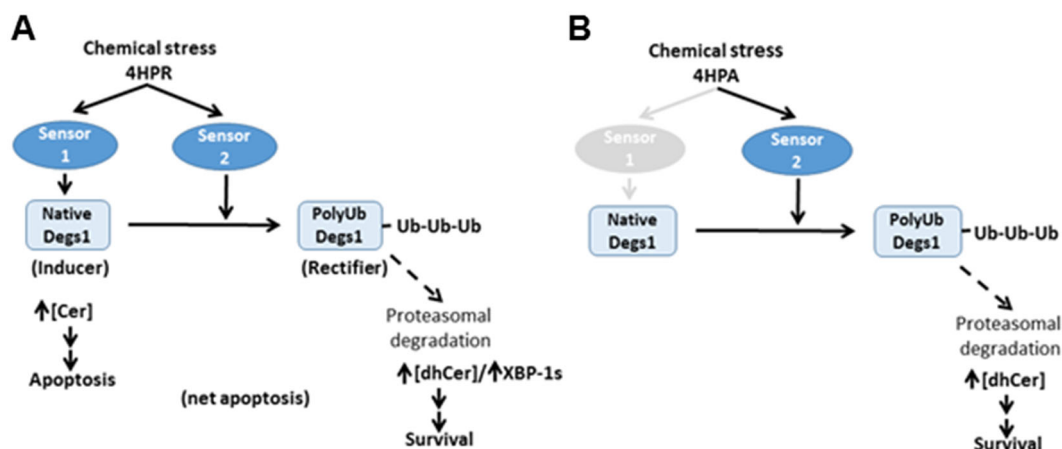 A
Chemical stress
4HPR
Sensor
1
Sensor
2
Native
Degs1
(Inducer)
PolyUb
Degs1
Ub-Ub-Ub
(Rectifier)
↑[Cer]
Apoptosis
(net apoptosis)
Proteasomal
degradation
↑[dhCer]/↑XBP-1s
Survival
B
Chemical stress
4HPA
Sensor
1
Sensor
2
Native
Degs1
PolyUb
Degs1
Ub-Ub-Ub
Proteasomal
degradation
↑[dhCer]
Survival